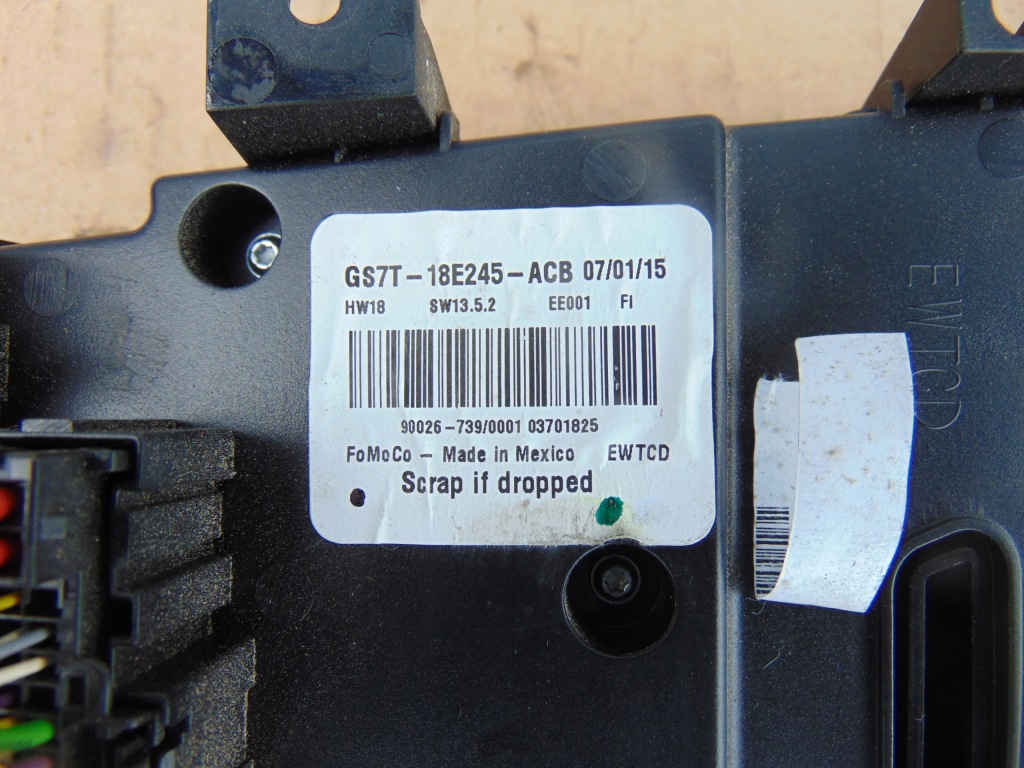 GS7T-18E245-ACB 07/01/15
HW18 SW13.5.2 EE001 Fi
90026-739/0001 03701825
FoMoCo - Made in Mexico EWTCD
Scrap if dropped
EWTCD